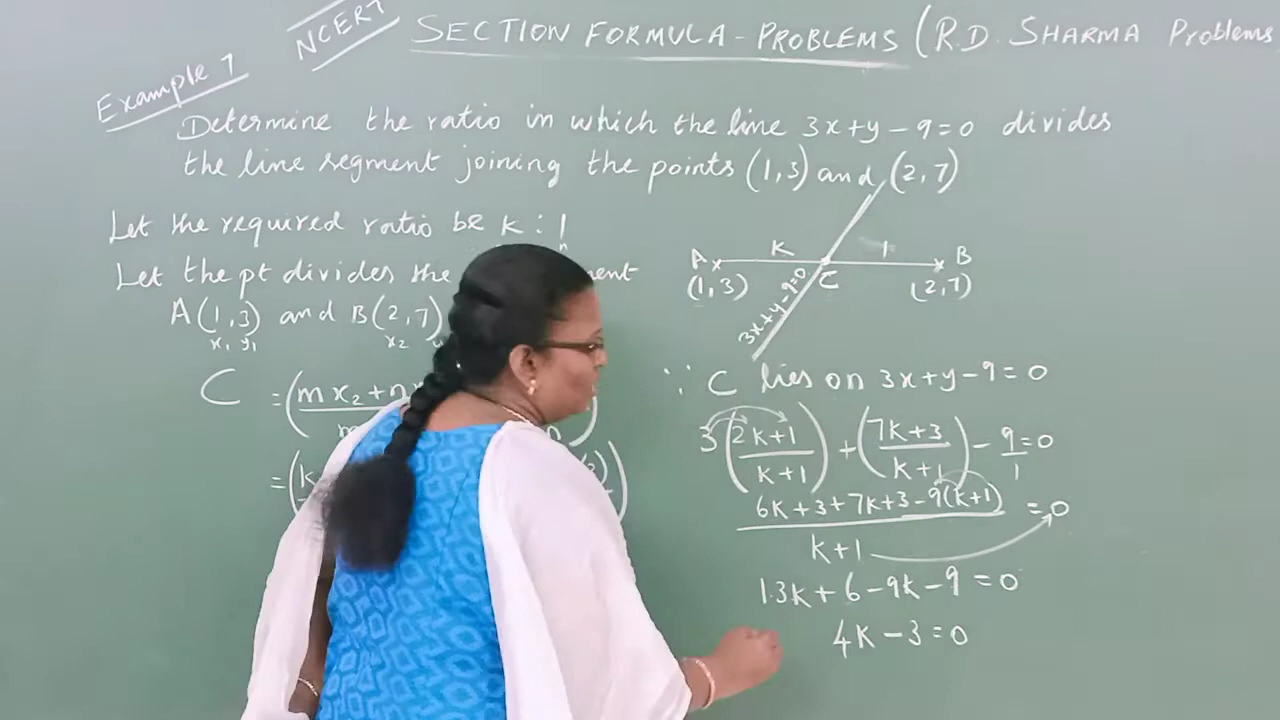 NCERT
SECTION FORMULA - PROBLEMS (R.D. SHARMA Problems
Example 7
Determine the ratio in which the line 3x+y-9=0 divides
the line segment joining the points (1,3) and (2,7)
Let the required ratio be K : 1
Let the pt divides the
A(1,3) and B(2,7)
x₁ y₁ x₂
C = (mx₂+n
= (k
A K 1 B
(1,3) C (2,7)
3x+y-9=0
∵ C lies on 3x+y-9=0
3((2k+1)/(k+1)) + ((7k+3)/(k+1)) - 9/1 = 0
(6k+3+7k+3-9(k+1))/(k+1) = 0
13k+6-9k-9=0
4k-3=0